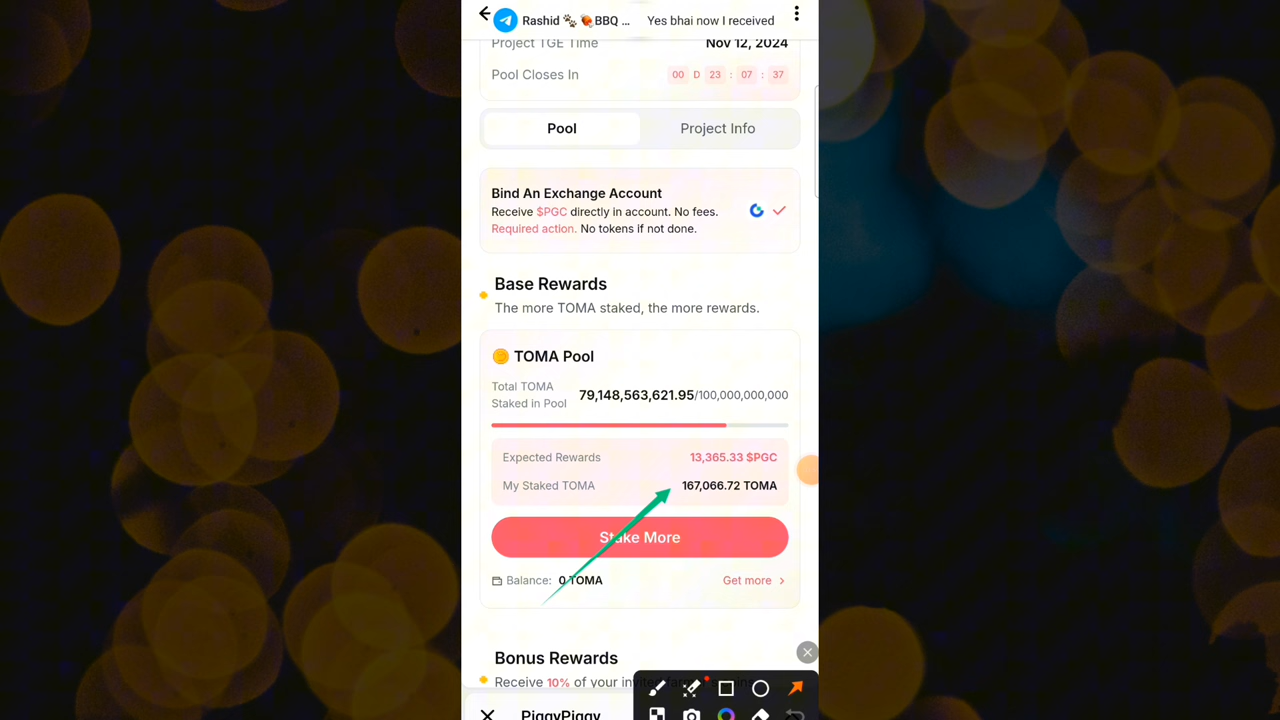 Rashid 🐾 🍖BBQ ... Yes bhai now I received
Project TGE Time Nov 12, 2024
Pool Closes In 00 D 23 : 07 : 37
Pool Project Info
Bind An Exchange Account
Receive $PGC directly in account. No fees.
Required action. No tokens if not done.
Base Rewards
The more TOMA staked, the more rewards.
TOMA Pool
Total TOMA
Staked in Pool 79,148,563,621.95/100,000,000,000
Expected Rewards 13,365.33 $PGC
My Staked TOMA 167,066.72 TOMA
Stake More
Balance: 0 TOMA Get more >
Bonus Rewards
Receive 10% of your invited
PiggyPiggy